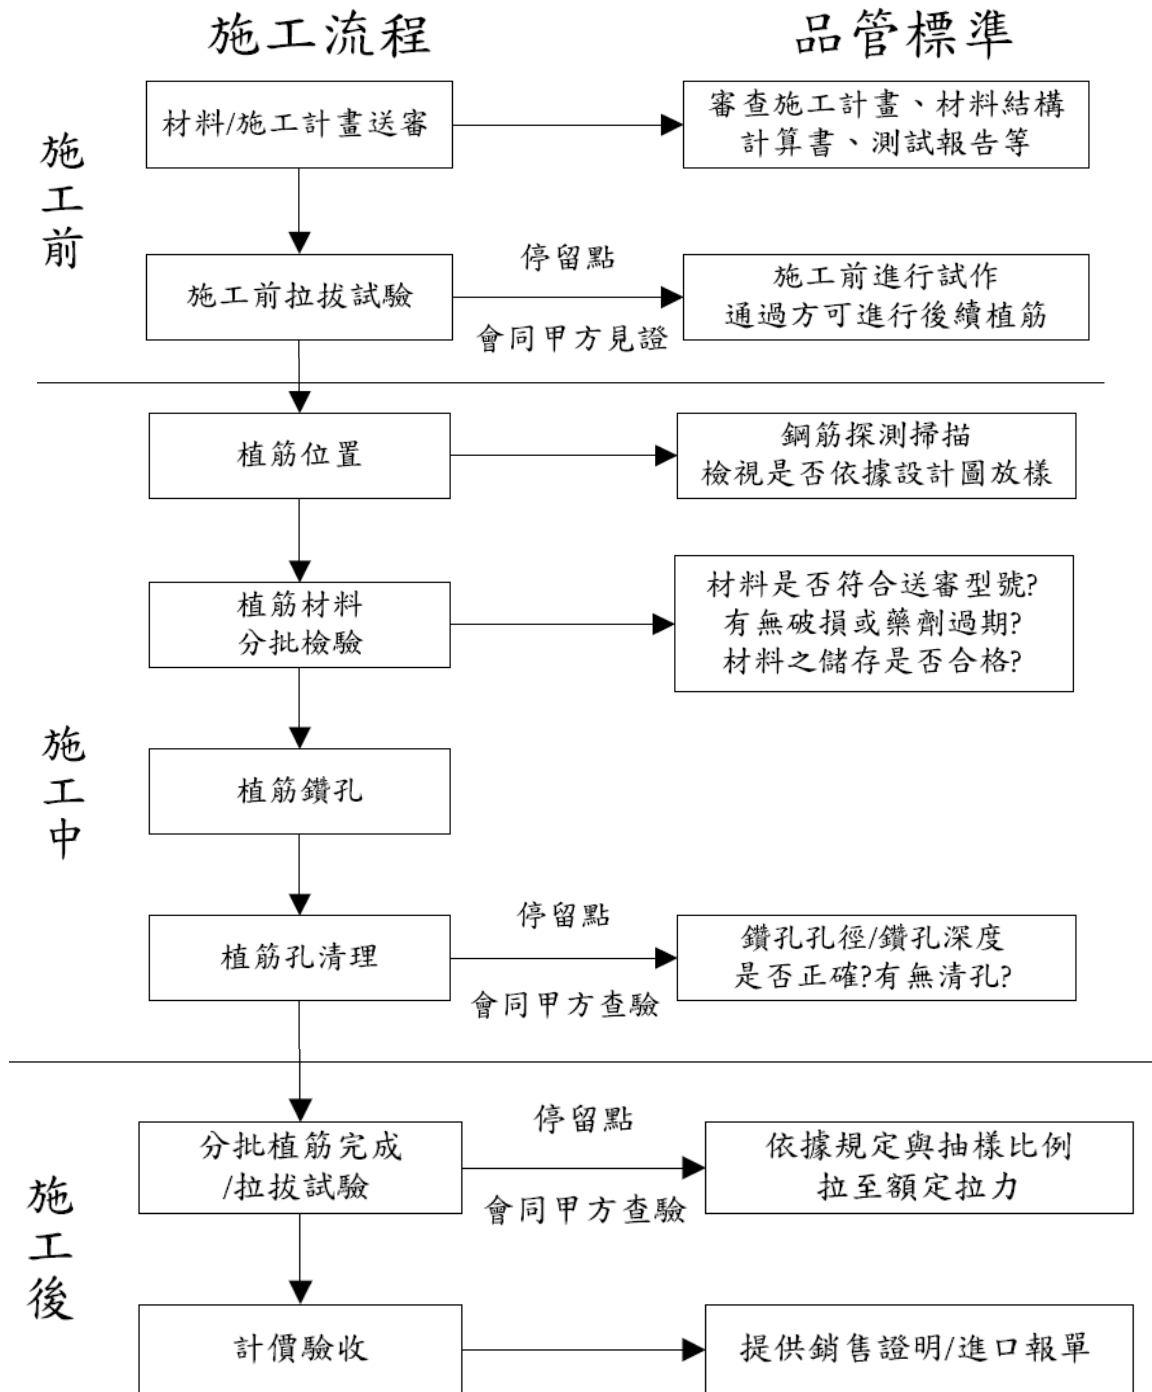 施工流程
品管標準
施工前
材料/施工計畫送審
審查施工計畫、材料結構
計算書、測試報告等
施工前拉拔試驗
停留點
會同甲方見證
施工前進行試作
通過方可進行後續植筋
施工中
植筋位置
鋼筋探測掃描
檢視是否依據設計圖放樣
植筋材料
分批檢驗
材料是否符合送審型號?
有無破損或藥劑過期?
材料之儲存是否合格?
植筋鑽孔
植筋孔清理
停留點
會同甲方查驗
鑽孔孔徑/鑽孔深度
是否正確?有無清孔?
施工後
分批植筋完成
/拉拔試驗
停留點
會同甲方查驗
依據規定與抽樣比例
拉至額定拉力
計價驗收
提供銷售證明/進口報單